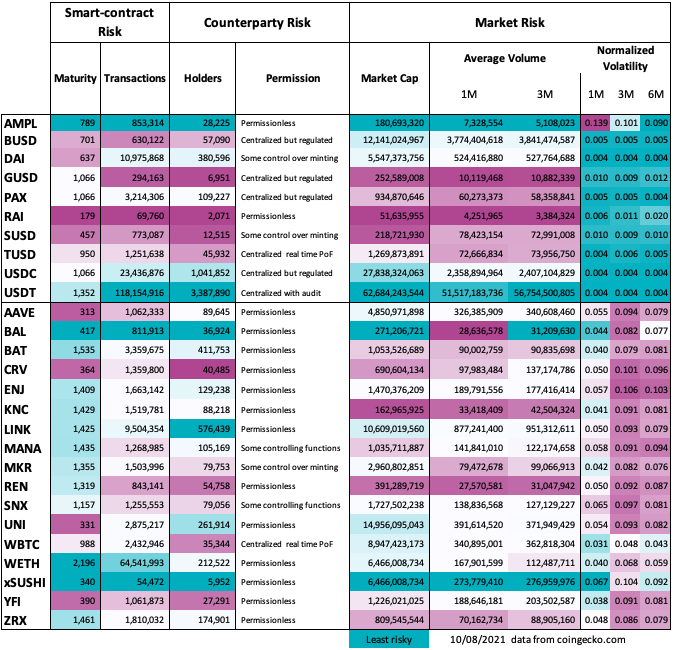 Smart-contract Risk Counterparty Risk Market Risk
Average Volume Normalized Volatility
Maturity Transactions Holders Permission Market Cap 1M 3M 1M 3M 6M
AMPL 789 853,314 28,225 Permissionless 180,693,320 7,328,554 5,108,023 0.139 0.101 0.090
BUSD 701 630,122 57,090 Centralized but regulated 12,141,024,967 3,774,404,618 3,841,474,587 0.005 0.005 0.005
DAI 637 10,975,868 380,596 Some control over minting 5,547,373,756 524,416,880 527,764,688 0.004 0.004 0.004
GUSD 1,066 294,163 6,951 Centralized but regulated 252,589,008 10,119,468 10,882,339 0.010 0.009 0.012
PAX 1,066 3,214,306 109,227 Centralized but regulated 934,870,646 60,273,373 58,358,841 0.005 0.005 0.004
RAI 179 69,760 2,071 Permissionless 51,635,955 4,251,965 3,384,324 0.006 0.011 0.020
SUSD 457 773,087 12,515 Some control over minting 218,721,930 78,423,154 72,991,008 0.010 0.009 0.010
TUSD 950 1,251,638 45,932 Centralized real time PoF 1,269,873,891 72,666,834 73,956,750 0.004 0.006 0.005
USDC 1,066 23,436,876 1,041,852 Centralized but regulated 27,838,324,063 2,358,894,964 2,407,104,829 0.004 0.004 0.004
USDT 1,352 118,154,916 3,387,890 Centralized with audit 62,684,243,544 51,517,183,736 56,754,500,805 0.004 0.004 0.004
AAVE 313 1,062,333 89,645 Permissionless 4,850,971,898 326,385,909 340,608,460 0.055 0.094 0.079
BAL 417 811,913 36,924 Permissionless 271,206,721 28,636,578 31,209,630 0.044 0.082 0.077
BAT 1,535 3,359,675 411,753 Permissionless 1,053,526,689 90,002,759 90,835,698 0.040 0.079 0.081
CRV 364 1,359,800 40,485 Permissionless 690,604,134 97,983,484 137,174,786 0.050 0.101 0.096
ENJ 1,409 1,663,142 129,238 Permissionless 1,470,376,209 189,791,556 177,416,414 0.057 0.106 0.103
KNC 1,429 1,519,781 88,218 Permissionless 162,965,925 33,418,409 42,504,324 0.041 0.091 0.081
LINK 1,425 9,504,354 576,439 Permissionless 10,609,019,560 877,241,400 951,312,611 0.050 0.093 0.079
MANA 1,435 1,268,985 105,169 Some controlling functions 1,035,711,887 141,841,010 122,174,658 0.058 0.091 0.094
MKR 1,355 1,503,996 79,753 Some control over minting 2,960,802,851 79,472,678 99,066,913 0.042 0.082 0.076
REN 1,319 843,141 54,758 Permissionless 391,289,719 27,570,581 31,047,942 0.050 0.092 0.087
SNX 1,157 1,255,553 79,056 Some controlling functions 1,727,502,238 138,836,568 127,129,227 0.065 0.097 0.081
UNI 331 2,875,217 261,914 Permissionless 14,956,095,043 391,614,520 371,949,429 0.054 0.093 0.082
WBTC 988 2,432,946 35,344 Centralized real time PoF 8,947,423,173 340,895,001 362,818,304 0.031 0.048 0.043
WETH 2,196 64,541,993 212,522 Permissionless 6,466,008,734 167,901,599 112,487,711 0.040 0.068 0.059
xSUSHI 340 54,472 5,952 Permissionless 6,466,008,734 273,779,410 276,959,976 0.067 0.104 0.092
YFI 390 1,061,873 27,291 Permissionless 1,226,021,025 188,646,181 203,502,587 0.038 0.091 0.081
ZRX 1,461 1,810,032 174,901 Permissionless 809,545,544 70,162,734 88,905,160 0.048 0.086 0.079
Least risky 10/08/2021 data from coingecko.com